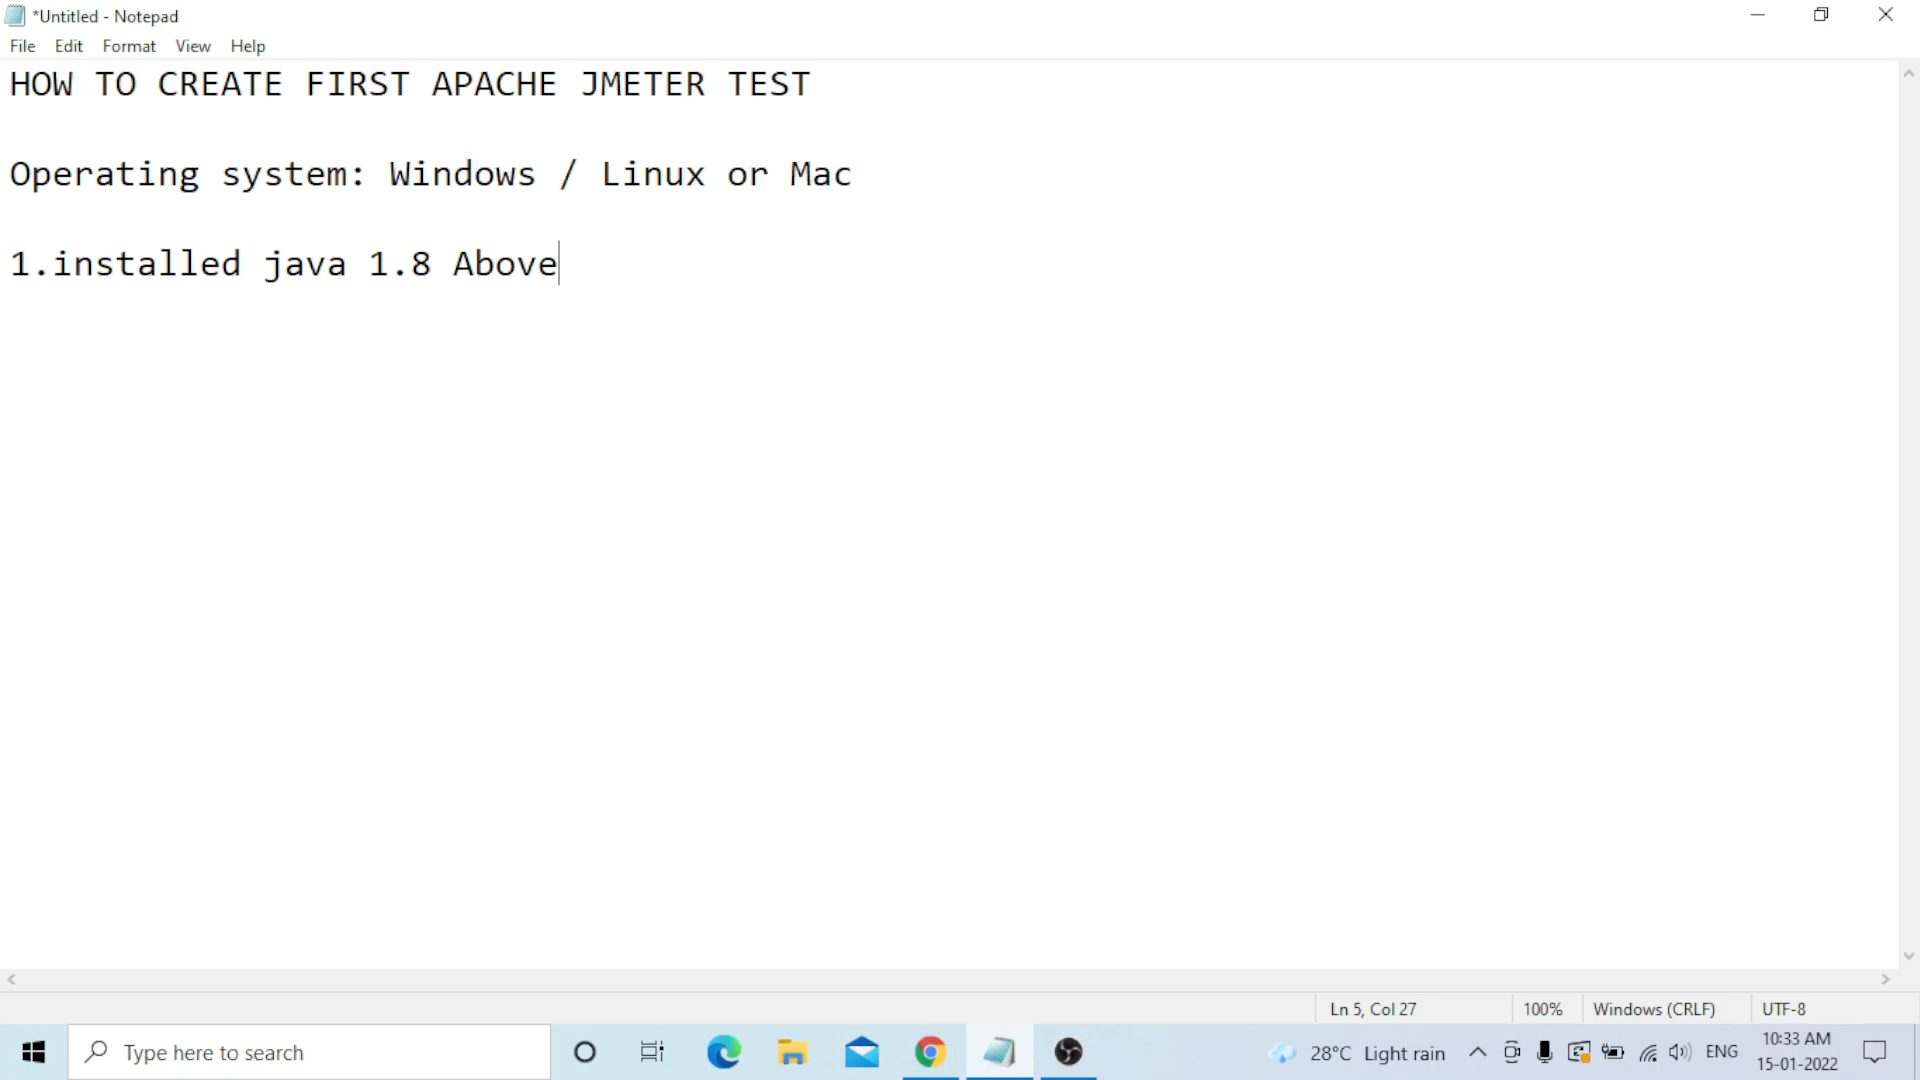 *Untitled - Notepad
File Edit Format View Help
HOW TO CREATE FIRST APACHE JMETER TEST
Operating system: Windows / Linux or Mac
1.installed java 1.8 Above
Ln 5, Col 27 100% Windows (CRLF) UTF-8
Type here to search 28°C Light rain ENG 10:33 AM
15-01-2022